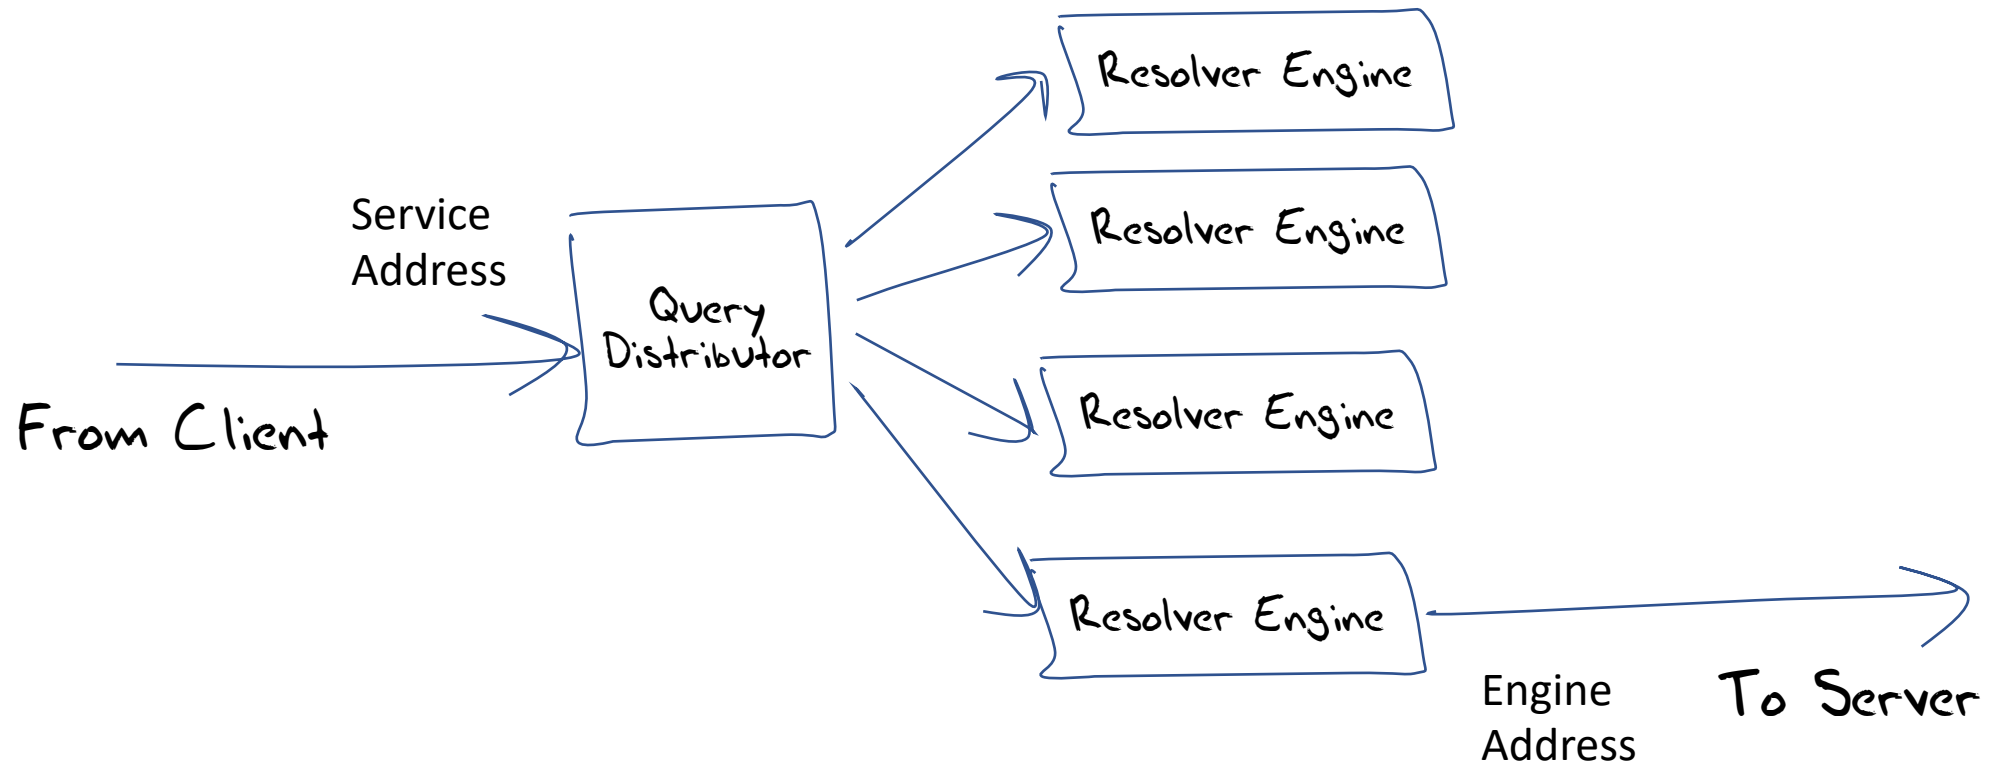 Resolver Engine
Resolver Engine
Service
Address
Query
Distributor
From Client
Resolver Engine
Resolver Engine
Engine
Address
To Server